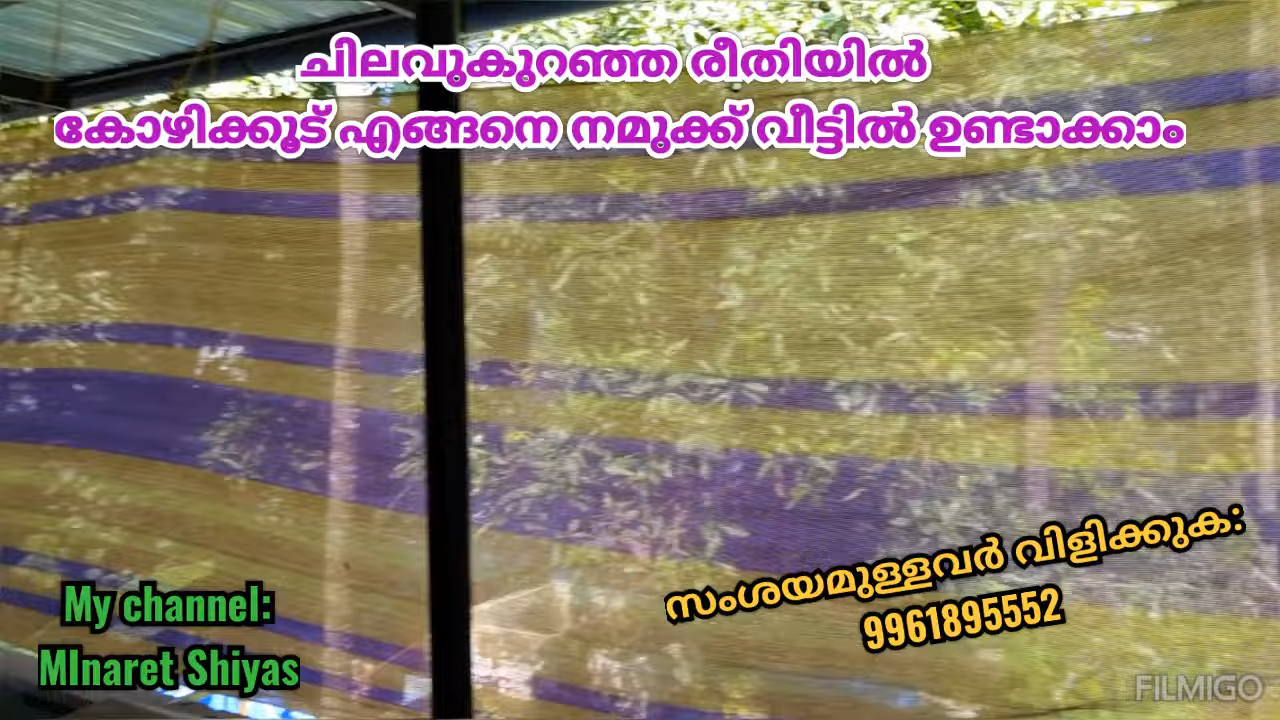 ചിലവുകുറഞ്ഞ രീതിയിൽ
കോഴിക്കൂട് എങ്ങനെ നമുക്ക് വീട്ടിൽ ഉണ്ടാക്കാം
സംശയമുള്ളവർ വിളിക്കുക:
9961895552
My channel:
MInaret Shiyas
FILMIGO